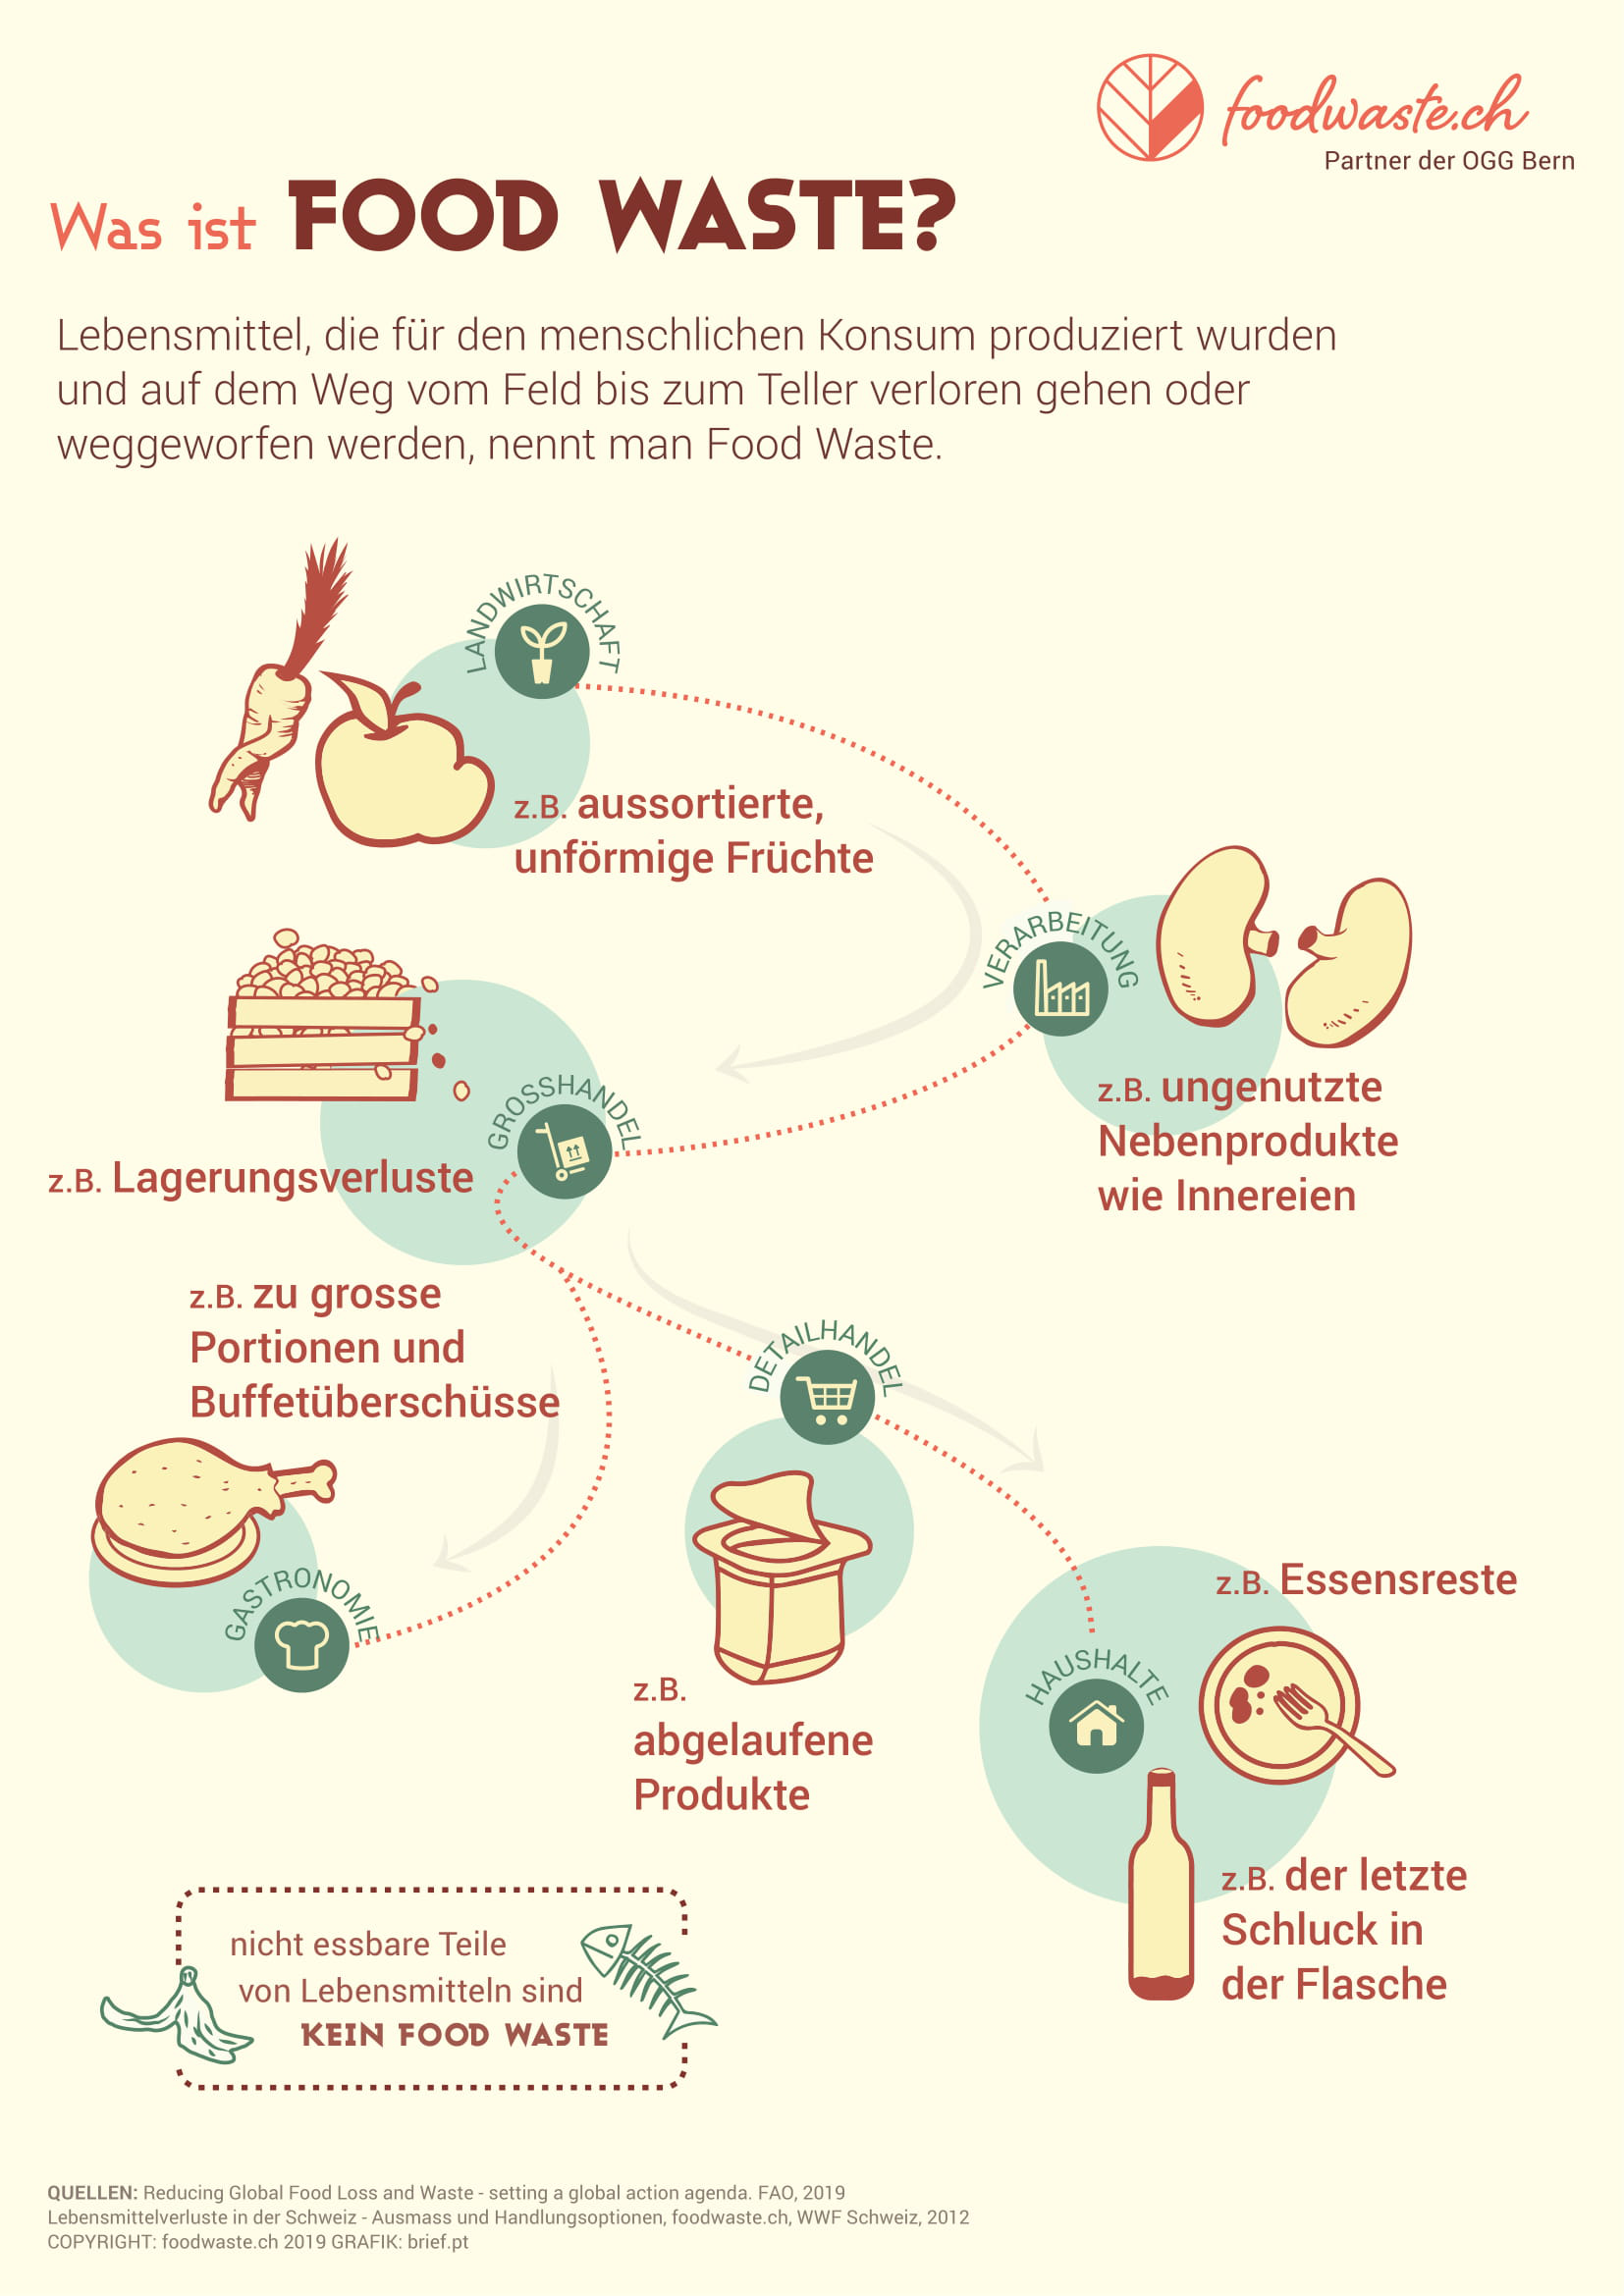 foodwaste.ch
Partner der OGG Bern
Was ist FOOD WASTE?
Lebensmittel, die für den menschlichen Konsum produziert wurden
und auf dem Weg vom Feld bis zum Teller verloren gehen oder
weggeworfen werden, nennt man Food Waste.
LANDWIRTSCHAFT
z.B. aussortierte,
unförmige Früchte
VERARBEITUNG
z.B. ungenutzte
Nebenprodukte
wie Innereien
GROSSHANDEL
z.B. Lagerungsverluste
z.B. zu grosse
Portionen und
Buffetüberschüsse
GASTRONOMIE
DETAILHANDEL
z.B.
abgelaufene
Produkte
HAUSHALTE
z.B. Essensreste
z.B. der letzte
Schluck in
der Flasche
nicht essbare Teile
von Lebensmitteln sind
KEIN FOOD WASTE
QUELLEN: Reducing Global Food Loss and Waste - setting a global action agenda. FAO, 2019
Lebensmittelverluste in der Schweiz - Ausmass und Handlungsoptionen, foodwaste.ch, WWF Schweiz, 2012
COPYRIGHT: foodwaste.ch 2019 GRAFIK: brief.pt